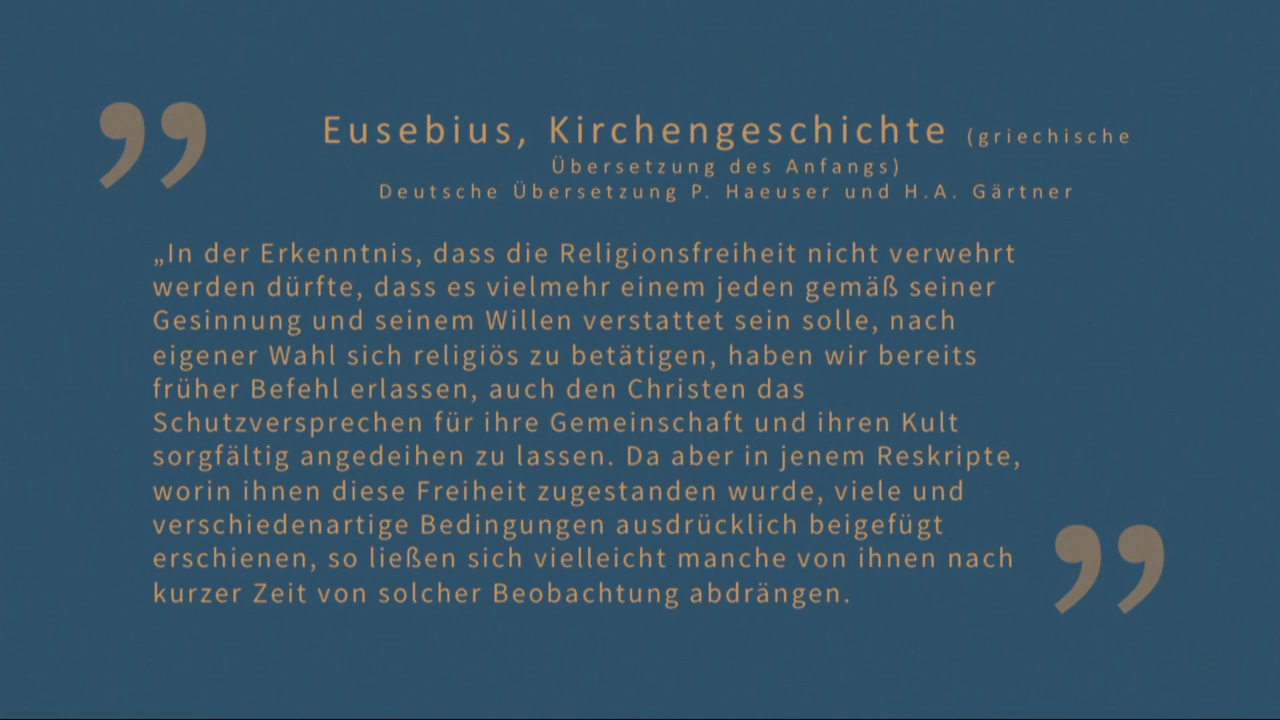 Eusebius, Kirchengeschichte (griechische
Übersetzung des Anfangs)
Deutsche Übersetzung P. Haeuser und H.A. Gärtner
„In der Erkenntnis, dass die Religionsfreiheit nicht verwehrt
werden dürfte, dass es vielmehr einem jeden gemäß seiner
Gesinnung und seinem Willen verstattet sein solle, nach
eigener Wahl sich religiös zu betätigen, haben wir bereits
früher Befehl erlassen, auch den Christen das
Schutzversprechen für ihre Gemeinschaft und ihren Kult
sorgfältig angedeihen zu lassen. Da aber in jenem Reskripte,
worin ihnen diese Freiheit zugestanden wurde, viele und
verschiedenartige Bedingungen ausdrücklich beigefügt
erschienen, so ließen sich vielleicht manche von ihnen nach
kurzer Zeit von solcher Beobachtung abdrängen.